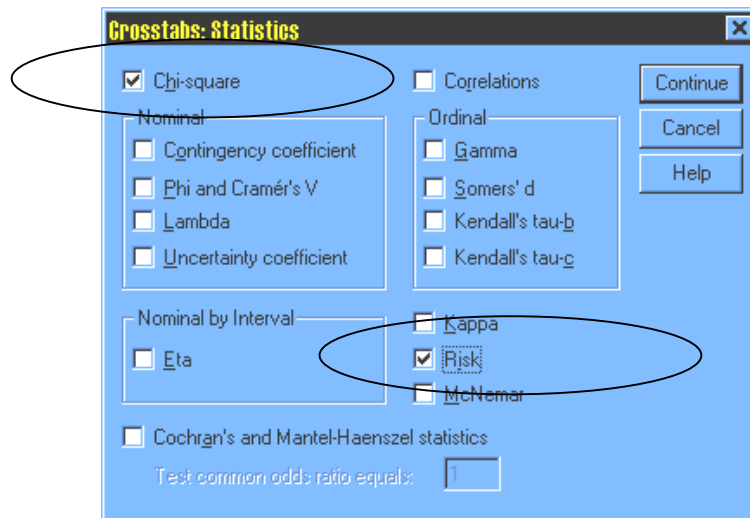 Crosstabs: Statistics
Chi-square
Correlations
Continue
Cancel
Help
Nominal
Contingency coefficient
Phi and Cramér's V
Lambda
Uncertainty coefficient
Ordinal
Gamma
Somers' d
Kendall's tau-b
Kendall's tau-c
Nominal by Interval
Eta
Kappa
Risk
McNemar
Cochran's and Mantel-Haenszel statistics
Test common odds ratio equals: 1